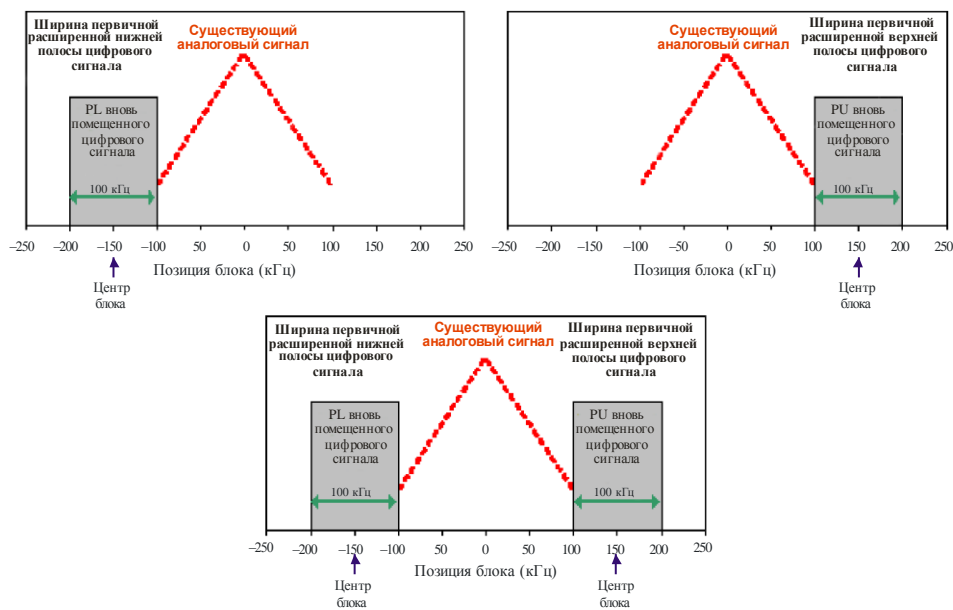 Ширина первичной
расширенной нижней
полосы цифрового
сигнала
Существующий
аналоговый сигнал
PL вновь
помещенного
цифрового
сигнала
100 кГц
–250 –200 –150 –100 50 0 50 100 150 200 250
Позиция блока (кГц)
Центр
блока
Существующий
аналоговый сигнал
Ширина первичной
расширенной верхней
полосы цифрового
сигнала
PU вновь
помещенного
цифрового
сигнала
100 кГц
–250 –200 –150 –100 50 0 50 100 150 200 250
Позиция блока (кГц)
Центр
блока
Ширина первичной
расширенной нижней
полосы цифрового
сигнала
Существующий
аналоговый сигнал
Ширина первичной
расширенной верхней
полосы цифрового
сигнала
PL вновь
помещенного
цифрового
сигнала
100 кГц
PU вновь
помещенного
цифрового
сигнала
100 кГц
–250 –200 –150 –100 –50 0 50 100 150 200 250
Позиция блока (кГц)
Центр
блока
Центр
блока